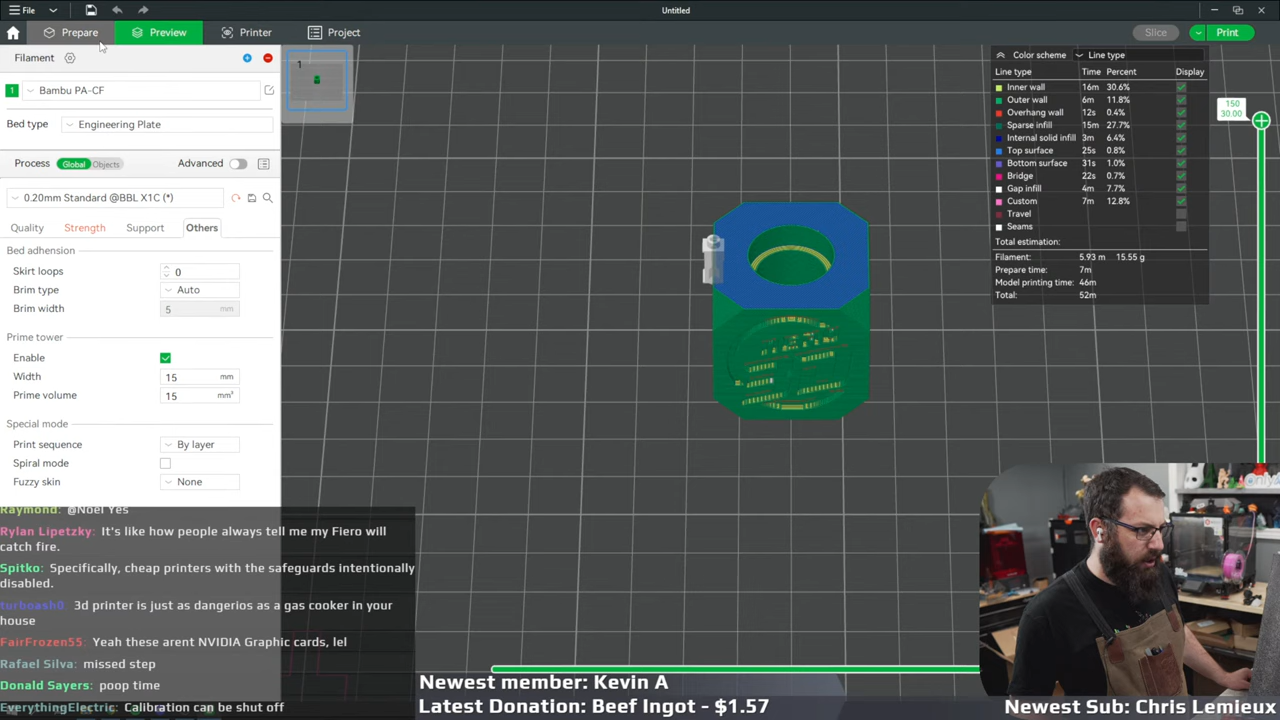 File
Untitled
Prepare
Preview
Printer
Project
Slice
Print
Filament
1 Bambu PA-CF
Bed type Engineering Plate
Process Global Objects Advanced
0.20mm Standard @BBL X1C (*)
Quality Strength Support Others
Bed adhension
Skirt loops 0
Brim type Auto
Brim width 5 mm
Prime tower
Enable
Width 15 mm
Prime volume 15 mm³
Special mode
Print sequence By layer
Spiral mode
Fuzzy skin None
1
Color scheme Line type
Line type Time Percent Display
Inner wall 16m 30.6%
Outer wall 6m 11.8%
Overhang wall 12s 0.4%
Sparse infill 15m 27.7%
Internal solid infill 3m 6.4%
Top surface 25s 0.8%
Bottom surface 31s 1.0%
Bridge 22s 0.7%
Gap infill 4m 7.7%
Custom 7m 12.8%
Travel
Seams
Total estimation:
Filament: 5.93 m 15.55 g
Prepare time: 7m
Model printing time: 46m
Total: 52m
150
30.00
Raymond: @Noel Yes
Rylan Lipetzky: It's like how people always tell me my Fiero will
catch fire.
Spitko: Specifically, cheap printers with the safeguards intentionally
disabled.
turboash0: 3d printer is just as dangerios as a gas cooker in your
house
FairFrozen55: Yeah these arent NVIDIA Graphic cards, lel
Rafael Silva: missed step
Donald Sayers: poop time
EverythingElectric: Calibration can be shut off
Newest member: Kevin A
Latest Donation: Beef Ingot - $1.57
Newest Sub: Chris Lemieux